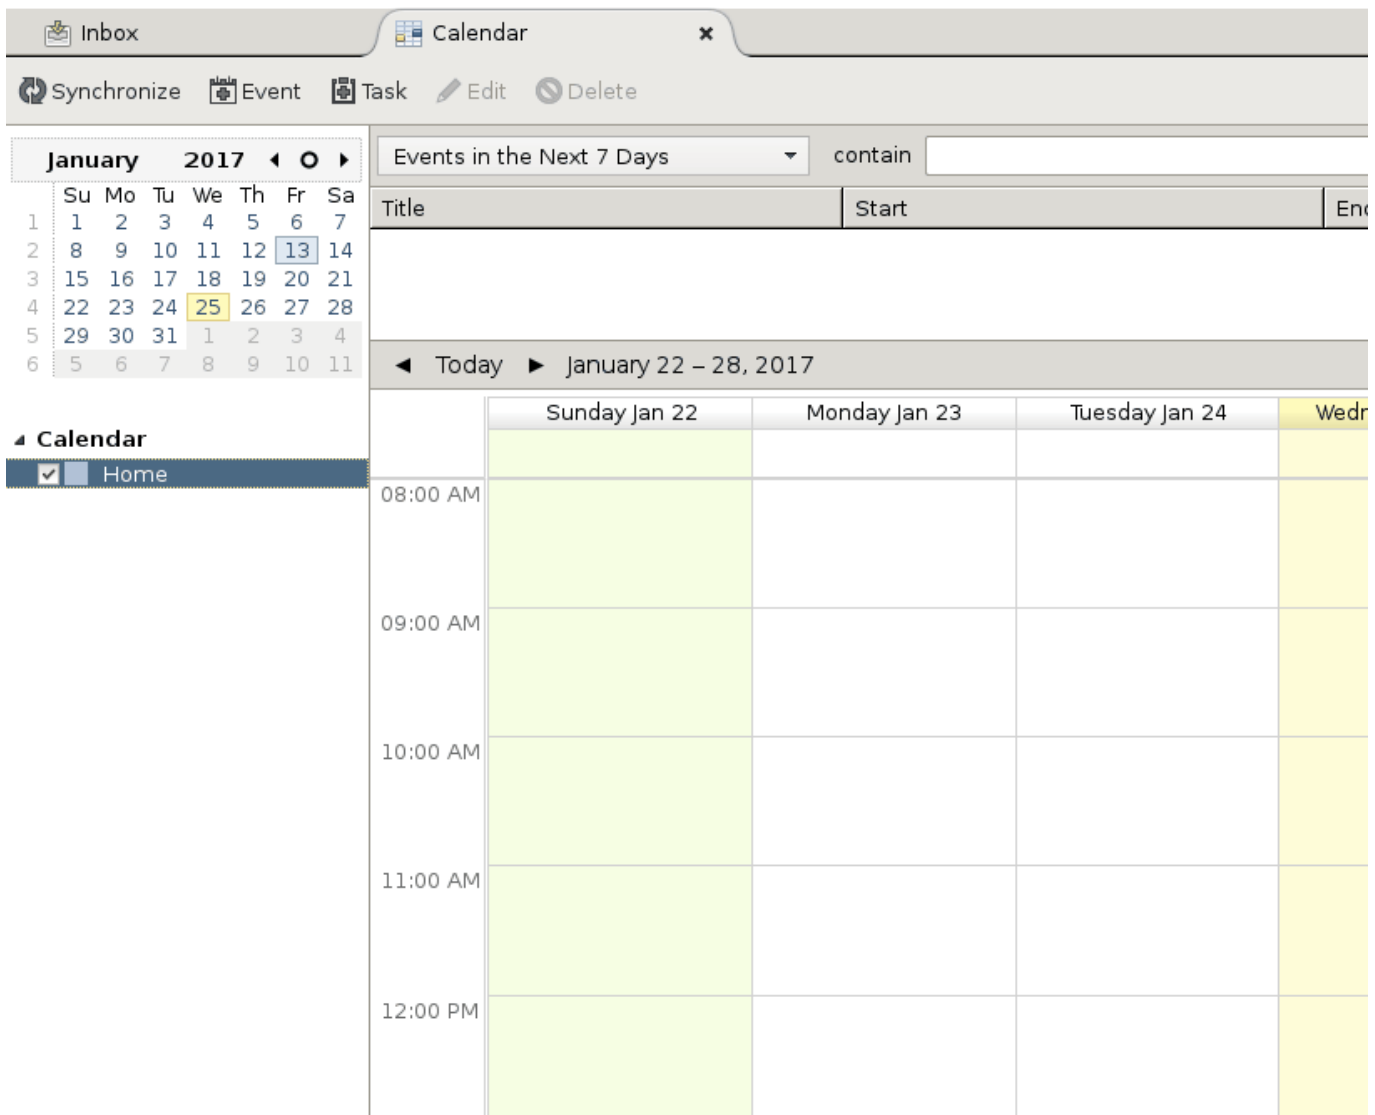 Inbox
Calendar
Synchronize Event Task Edit Delete
January 2017
Su Mo Tu We Th Fr Sa
1 1 2 3 4 5 6 7
2 8 9 10 11 12 13 14
3 15 16 17 18 19 20 21
4 22 23 24 25 26 27 28
5 29 30 31 1 2 3 4
6 5 6 7 8 9 10 11
Calendar
Home
Events in the Next 7 Days contain
Title Start
Today January 22 – 28, 2017
Sunday Jan 22 Monday Jan 23 Tuesday Jan 24
08:00 AM
09:00 AM
10:00 AM
11:00 AM
12:00 PM